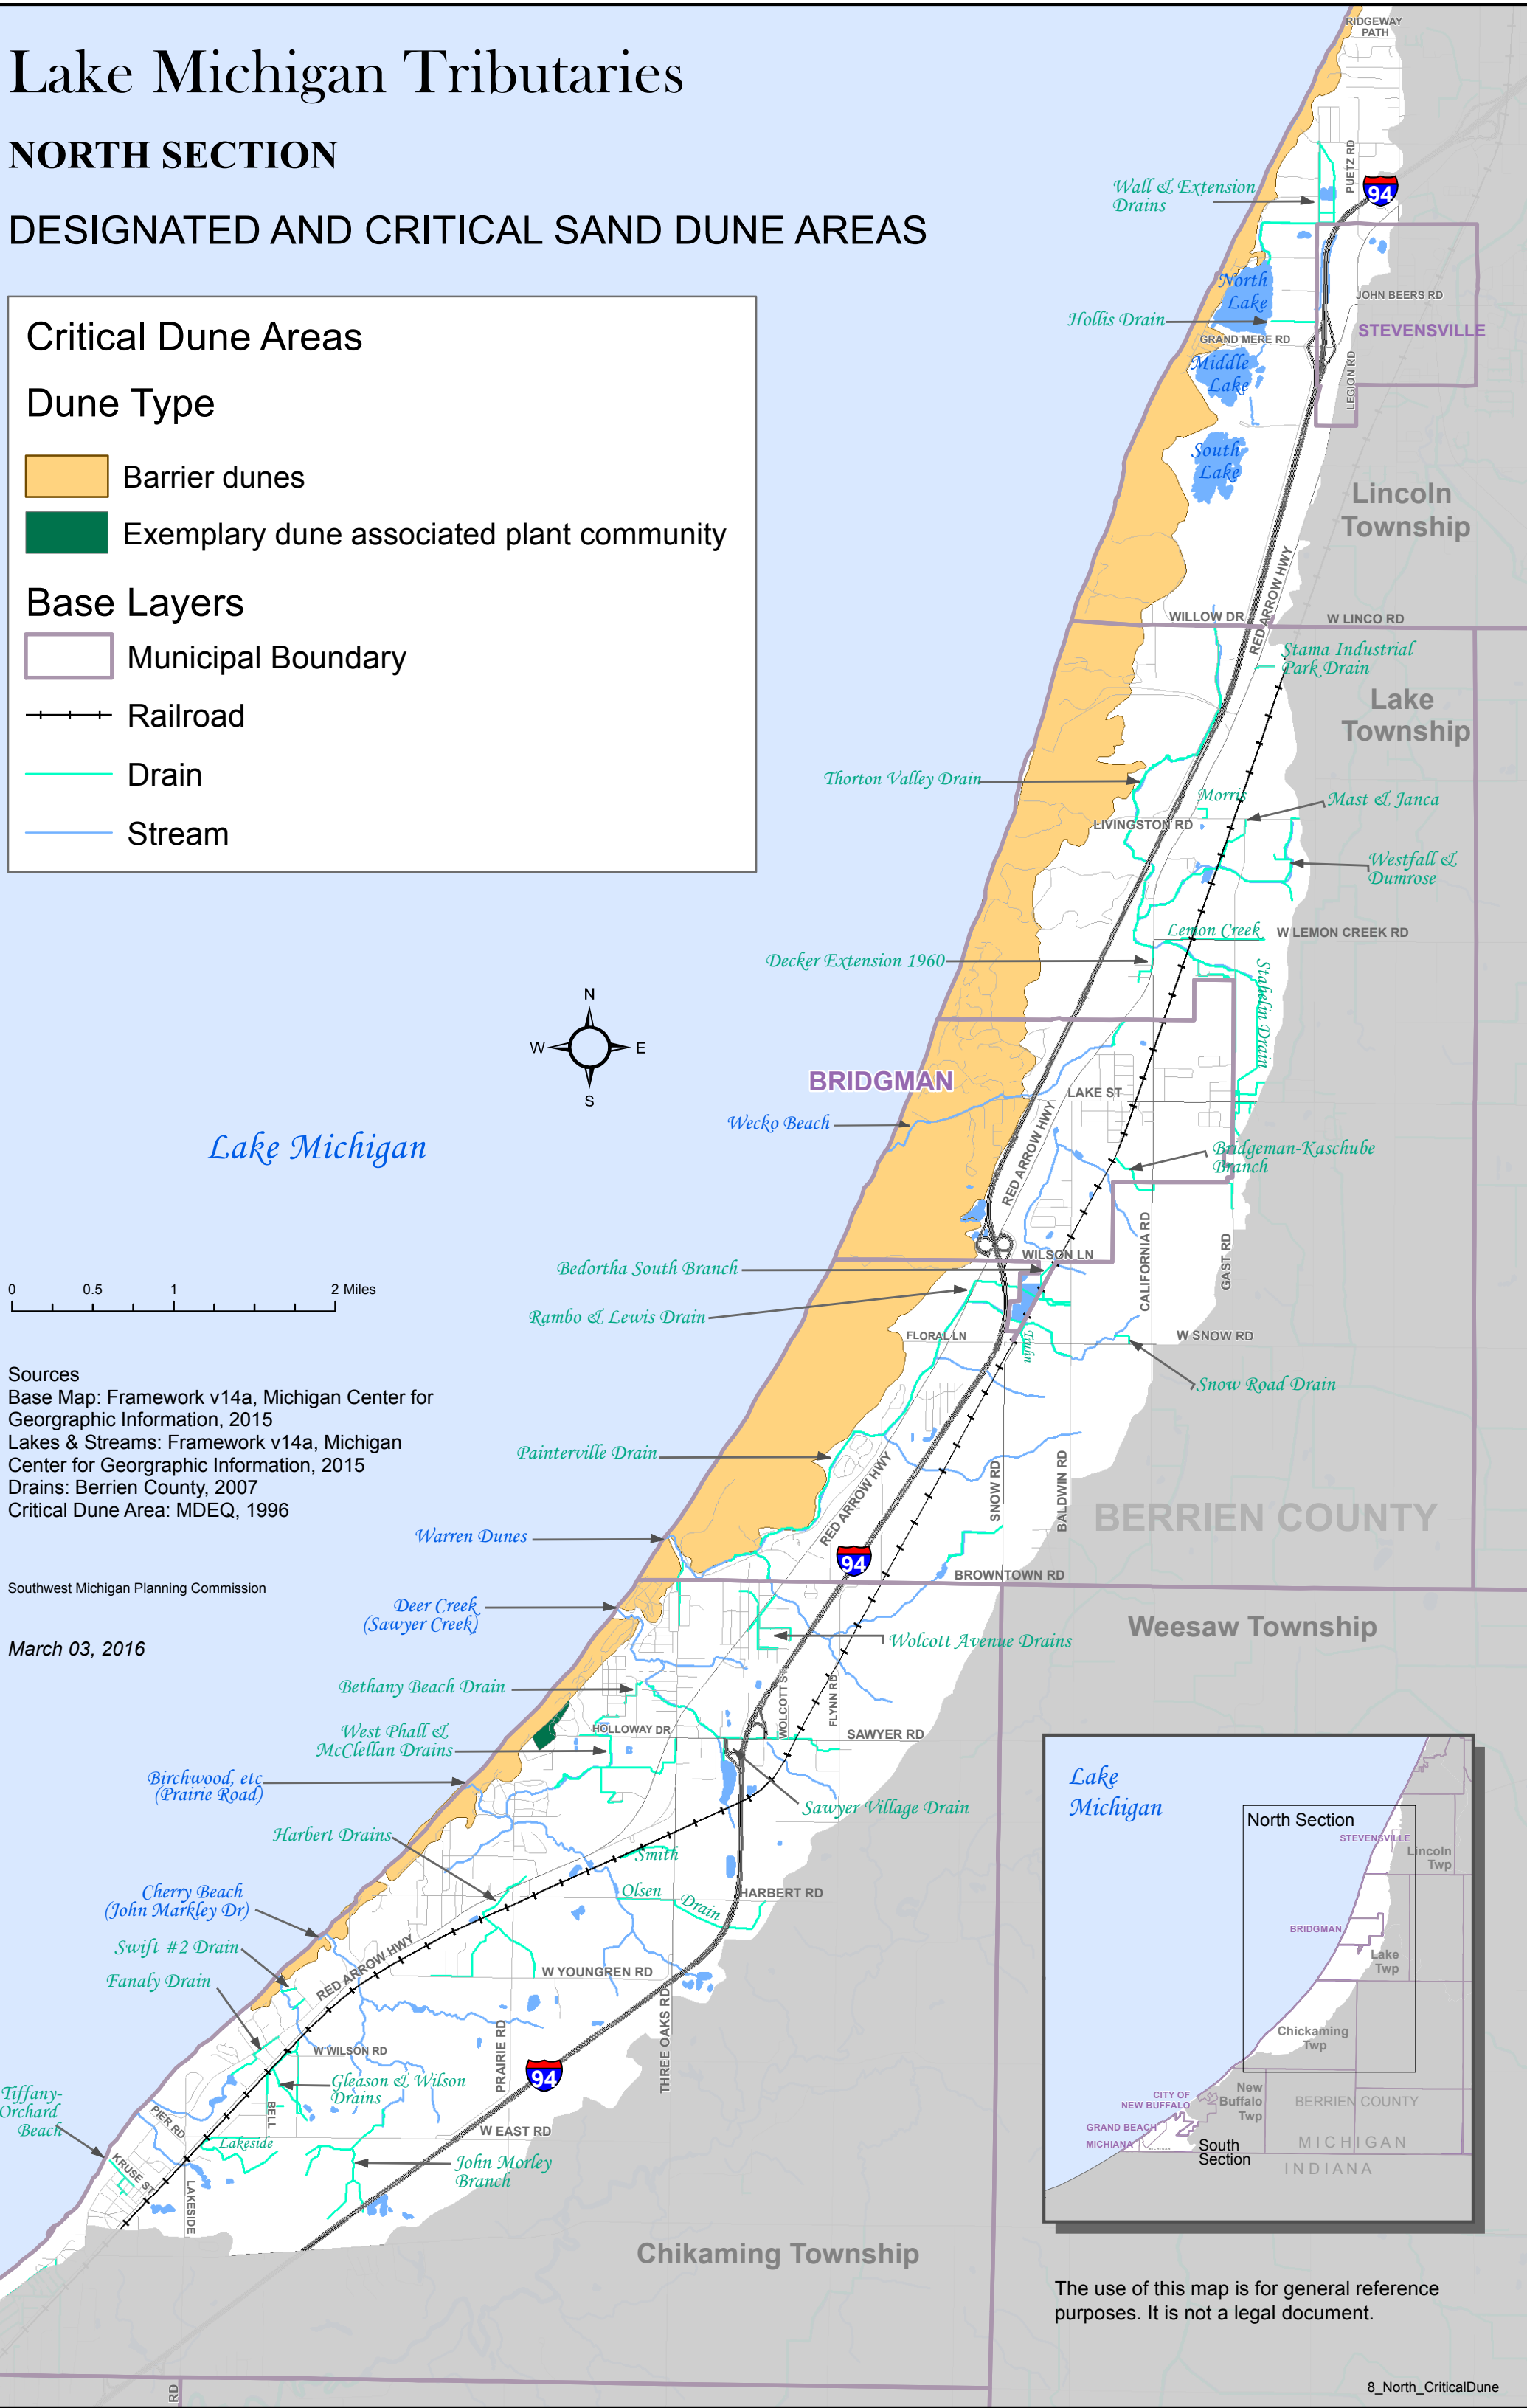 Lake Michigan Tributaries
NORTH SECTION
DESIGNATED AND CRITICAL SAND DUNE AREAS
Critical Dune Areas
Dune Type
Barrier dunes
Exemplary dune associated plant community
Base Layers
Municipal Boundary
Railroad
Drain
Stream
RIDGEWAY
PATH
PUETZ RD
94
Wall & Extension
Drains
North
Lake
JOHN BEERS RD
Hollis Drain
STEVENSVILLE
GRAND MERE RD
Middle
Lake
LEGION RD
South
Lake
Lincoln
Township
RED ARROW HWY
WILLOW DR
W LINCO RD
Stama Industrial
Park Drain
Lake
Township
Thorton Valley Drain
Morris
Mast & Janca
LIVINGSTON RD
Westfall &
Dumrose
Lemon Creek
W LEMON CREEK RD
Decker Extension 1960
Stahelin Drain
N
W
E
S
BRIDGMAN
LAKE ST
Wecko Beach
RED ARROW HWY
Lake Michigan
Bridgeman-Kaschube
Branch
CALIFORNIA RD
GAST RD
WILSON LN
Bedortha South Branch
0 0.5 1 2 Miles
Rambo & Lewis Drain
FLORAL LN
W SNOW RD
Snow Road Drain
Sources
Base Map: Framework v14a, Michigan Center for
Georgraphic Information, 2015
Lakes & Streams: Framework v14a, Michigan
Center for Georgraphic Information, 2015
Drains: Berrien County, 2007
Critical Dune Area: MDEQ, 1996
Painterville Drain
RED ARROW HWY
SNOW RD
BALDWIN RD
BERRIEN COUNTY
Warren Dunes
94
BROWNTOWN RD
Southwest Michigan Planning Commission
Deer Creek
(Sawyer Creek)
Weesaw Township
Wolcott Avenue Drains
March 03, 2016
Bethany Beach Drain
WOLCOTT ST
FLYNN RD
HOLLOWAY DR
SAWYER RD
West Phall &
McClellan Drains
Birchwood, etc
(Prairie Road)
Sawyer Village Drain
Harbert Drains
Smith
Olsen
Drain
HARBERT RD
Cherry Beach
(John Markley Dr)
Swift #2 Drain
RED ARROW HWY
Fanaly Drain
W YOUNGREN RD
PRAIRIE RD
THREE OAKS RD
W WILSON RD
94
Gleason & Wilson
Drains
Tiffany-
Orchard
Beach
PIER RD
BELL
Lakeside
W EAST RD
KRUSE ST
LAKESIDE
John Morley
Branch
Chikaming Township
Lake
Michigan
North Section
STEVENSVILLE
Lincoln
Twp
BRIDGMAN
Lake
Twp
Chickaming
Twp
CITY OF
NEW BUFFALO
New
Buffalo
Twp
BERRIEN COUNTY
GRAND BEACH
MICHIANA
South
Section
MICHIGAN
INDIANA
The use of this map is for general reference
purposes. It is not a legal document.
RD
8_North_CriticalDune